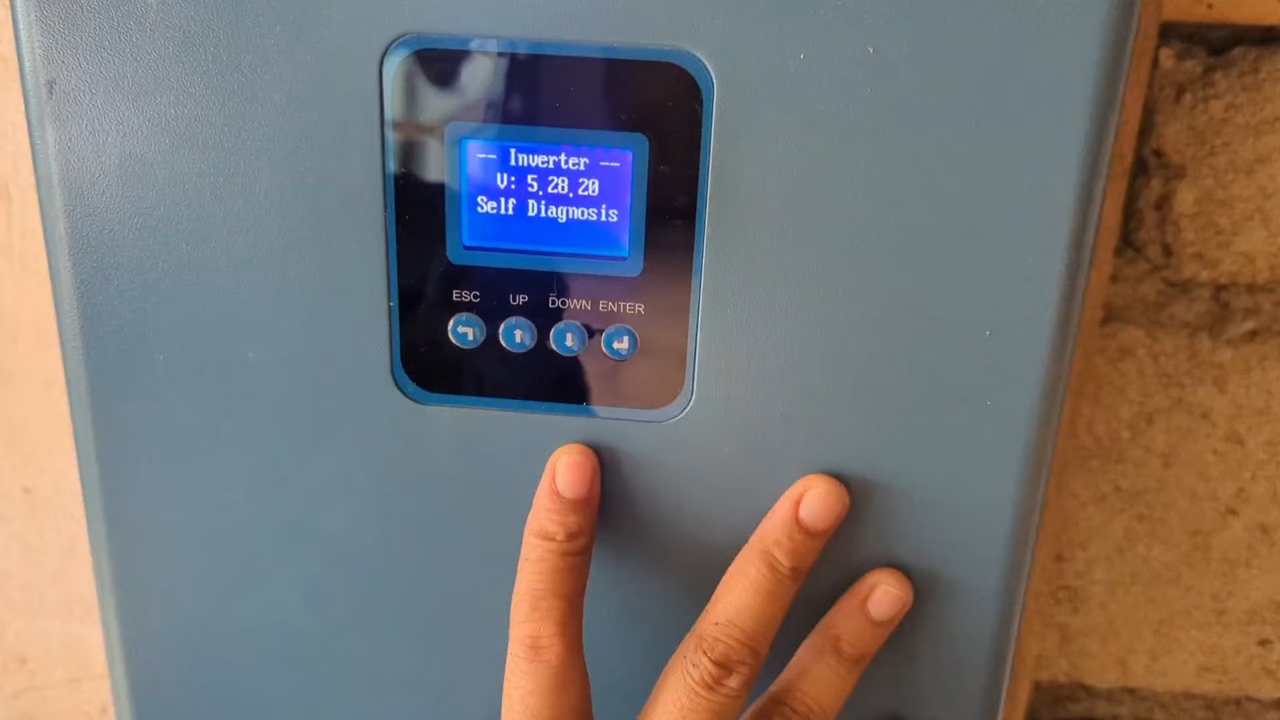 -- Inverter --
V: 5.28.20
Self Diagnosis
ESC UP DOWN ENTER